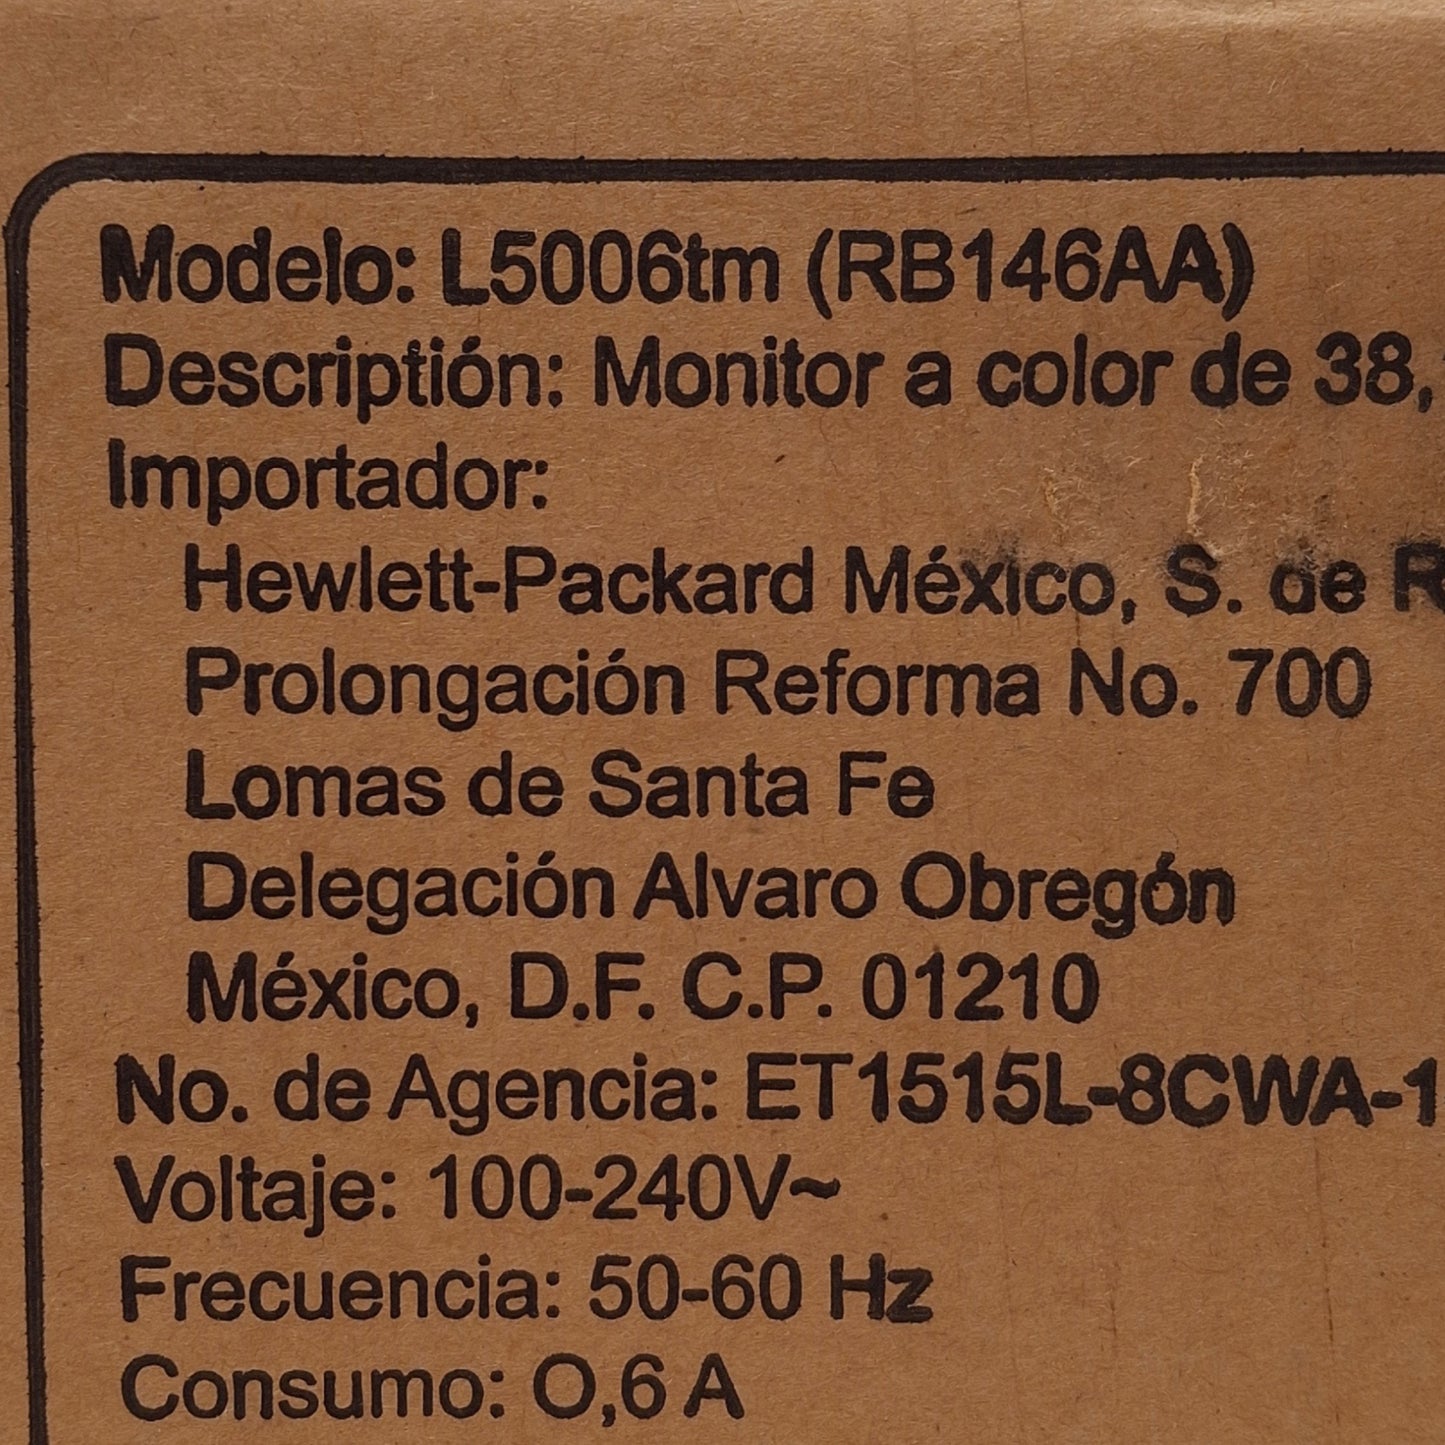 Modelo: L5006tm (RB146AA)
Descriptión: Monitor a color de 38,
Importador:
Hewlett-Packard México, S. de R
Prolongación Reforma No. 700
Lomas de Santa Fe
Delegación Alvaro Obregón
México, D.F. C.P. 01210
No. de Agencia: ET1515L-8CWA-1
Voltaje: 100-240V~
Frecuencia: 50-60 Hz
Consumo: O,6 A